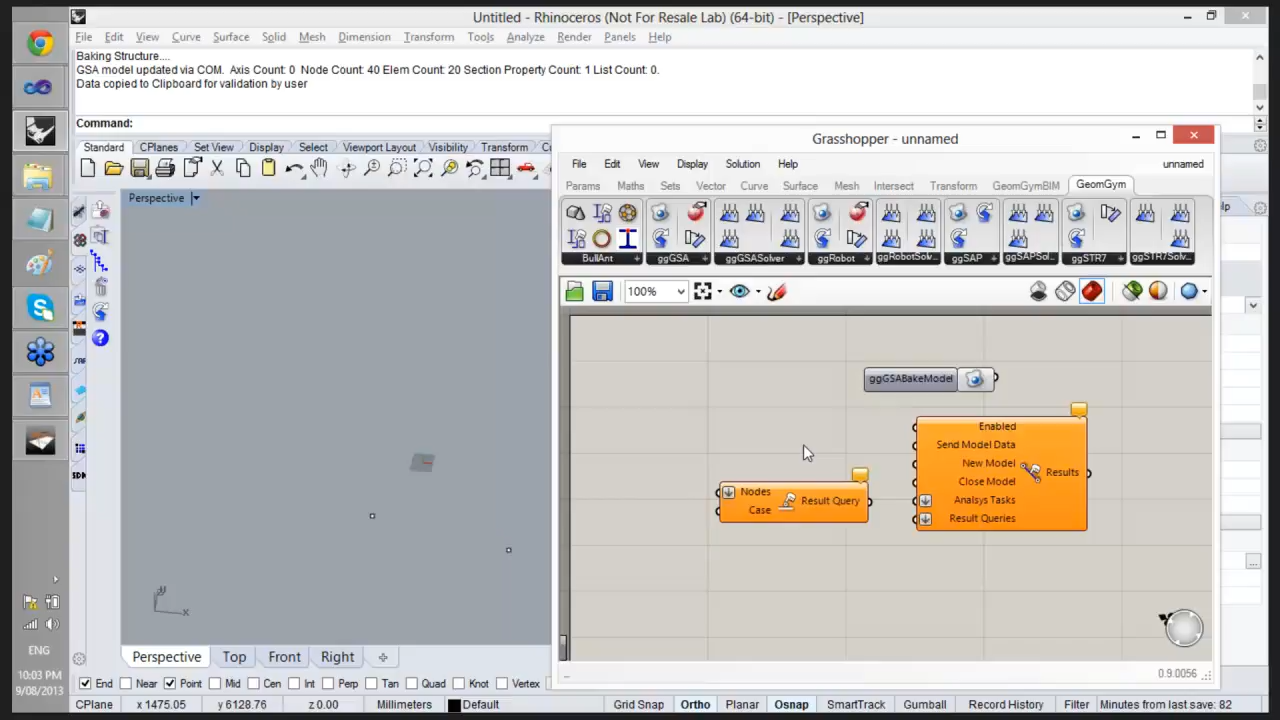 Untitled - Rhinoceros (Not For Resale Lab) (64-bit) - [Perspective]
File Edit View Curve Surface Solid Mesh Dimension Transform Tools Analyze Render Panels Help
Baking Structure....
GSA model updated via COM. Axis Count: 0 Node Count: 40 Elem Count: 20 Section Property Count: 1 List Count: 0.
Data copied to Clipboard for validation by user
Command:
Standard CPlanes Set View Display Select Viewport Layout Visibility Transform
Perspective
Grasshopper - unnamed
File Edit View Display Solution Help unnamed
Params Maths Sets Vector Curve Surface Mesh Intersect Transform GeomGymBIM GeomGym
BullAnt ggGSA ggGSASolver ggRobot ggRobotSolv... ggSAP ggSAPSol... ggSTR7 ggSTR7Solv...
100%
ggGSABakeModel
Enabled
Send Model Data
New Model
Close Model
Analsys Tasks
Result Queries
Results
Nodes
Case
Result Query
0.9.0056
y
x
SDN
ENG
10:03 PM
9/08/2013
Perspective Top Front Right
End Near Point Mid Cen Int Perp Tan Quad Knot Vertex
CPlane x 1475.05 y 6128.76 z 0.00 Millimeters Default Grid Snap Ortho Planar Osnap SmartTrack Gumball Record History Filter Minutes from last save: 82